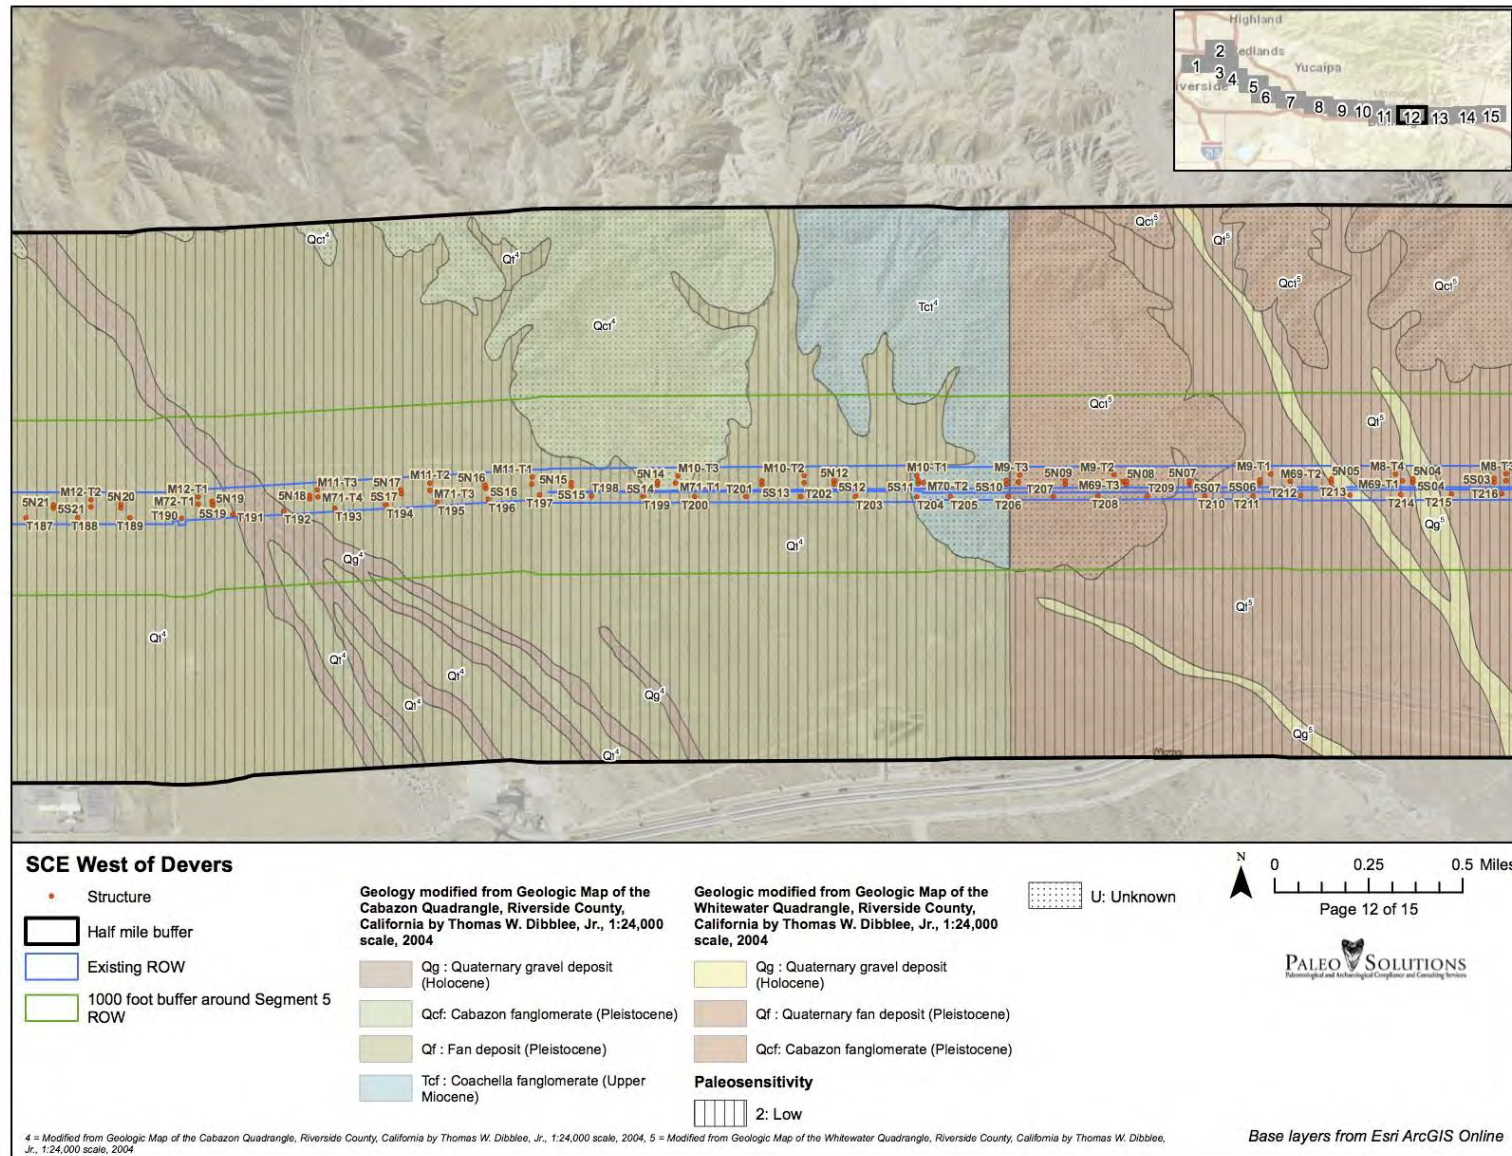 Highland
2
edlands
1
Yucaipa
3
4
verside
5
6
7
8
9
10
11
12
13
14
15
215
Qcf4
Qf4
Qcf4
Tcf4
Qcf5
Qf5
Qcf5
Qcf5
Qcf5
Qf5
M11-T3
5N17
M11-T2
5N16
M11-T1
5N15
5N14
M10-T3
M10-T2
5N12
M10-T1
M9-T3
5N09
M9-T2
5N08
5N07
M9-T1
M69-T2
5N05
M8-T4
5N04
M8-T3
5N21
M12-T2
5N20
M12-T1
M72-T1
5N19
5N18
M71-T4
5S17
M71-T3
5S16
T198
5S15
5S14
M71-T1
T201
5S13
T202
5S12
5S11
M70-T2
5S10
T207
M69-T3
T209
5S07
5S06
T212
T213
M69-T1
5S04
5S03
T187
5S21
T188
T189
T190
5S19
T191
T192
T193
T194
T195
T196
T197
T199
T200
T203
T204
T205
T206
T208
T210
T211
T214
T215
T216
Qg4
Qf4
Qg5
Qf5
Qf4
Qf4
Qf4
Qf4
Qg4
Qf4
Qg5
SCE West of Devers
Structure
Half mile buffer
Existing ROW
1000 foot buffer around Segment 5
ROW
Geology modified from Geologic Map of the
Cabazon Quadrangle, Riverside County,
California by Thomas W. Dibblee, Jr., 1:24,000
scale, 2004
Qg : Quaternary gravel deposit
(Holocene)
Qcf: Cabazon fanglomerate (Pleistocene)
Qf : Fan deposit (Pleistocene)
Tcf : Coachella fanglomerate (Upper
Miocene)
Geologic modified from Geologic Map of the
Whitewater Quadrangle, Riverside County,
California by Thomas W. Dibblee, Jr., 1:24,000
scale, 2004
Qg : Quaternary gravel deposit
(Holocene)
Qf : Quaternary fan deposit (Pleistocene)
Qcf: Cabazon fanglomerate (Pleistocene)
Paleosensitivity
2: Low
U: Unknown
N
0 0.25 0.5 Miles
Page 12 of 15
PALEO SOLUTIONS
Paleontological and Archaeological Compliance and Consulting Services
4 = Modified from Geologic Map of the Cabazon Quadrangle, Riverside County, California by Thomas W. Dibblee, Jr., 1:24,000 scale, 2004, 5 = Modified from Geologic Map of the Whitewater Quadrangle, Riverside County, California by Thomas W. Dibblee,
Jr., 1:24,000 scale, 2004
Base layers from Esri ArcGIS Online